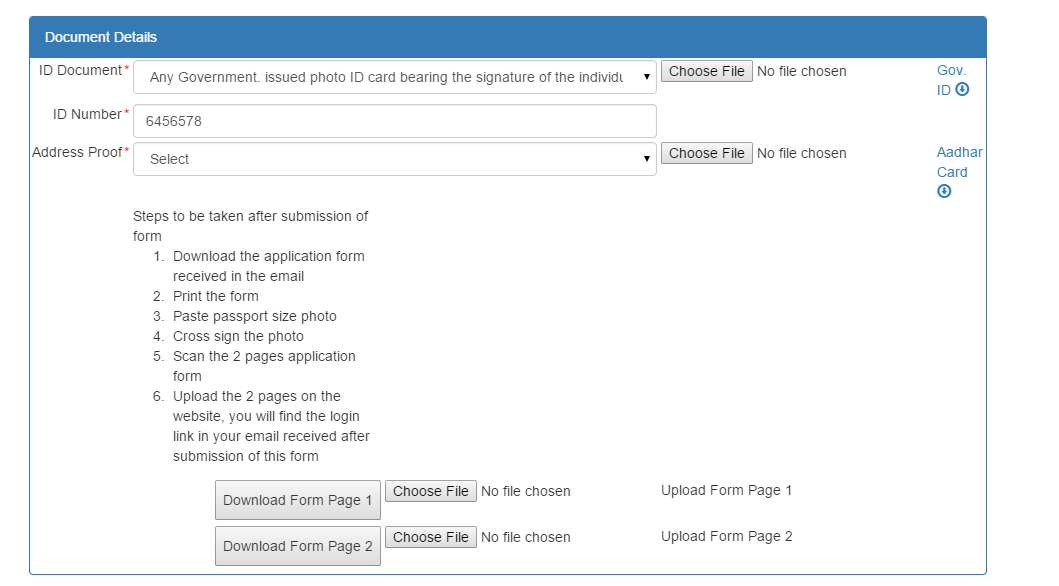 Document Details
ID Document* Any Government. issued photo ID card bearing the signature of the individu Choose File No file chosen Gov.
ID
ID Number* 6456578
Address Proof* Select Choose File No file chosen Aadhar
Card
Steps to be taken after submission of
form
1. Download the application form
received in the email
2. Print the form
3. Paste passport size photo
4. Cross sign the photo
5. Scan the 2 pages application
form
6. Upload the 2 pages on the
website, you will find the login
link in your email received after
submission of this form
Download Form Page 1 Choose File No file chosen Upload Form Page 1
Download Form Page 2 Choose File No file chosen Upload Form Page 2